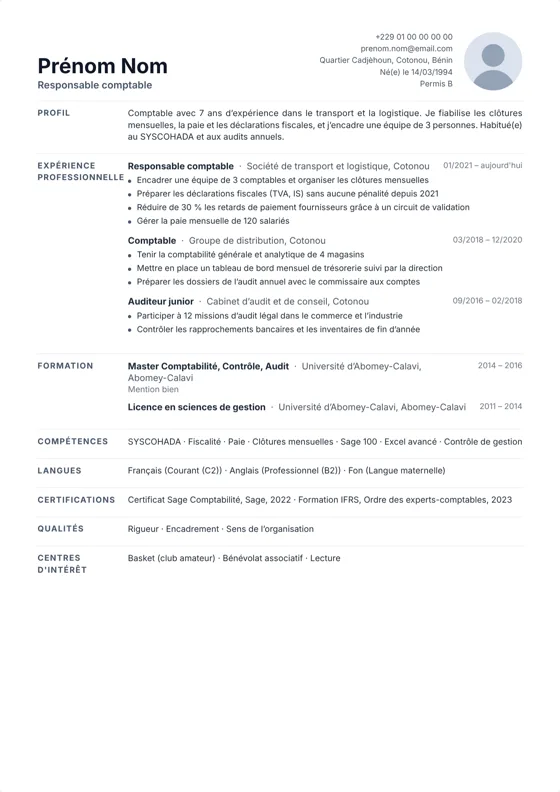 +229 01 00 00 00 00
prenom.nom@email.com
Quartier Cadjèhoun, Cotonou, Bénin
Né(e) le 14/03/1994
Permis B
Prénom Nom
Responsable comptable
PROFIL
Comptable avec 7 ans d’expérience dans le transport et la logistique. Je fiabilise les clôtures
mensuelles, la paie et les déclarations fiscales, et j’encadre une équipe de 3 personnes. Habitué(e)
au SYSCOHADA et aux audits annuels.
EXPÉRIENCE
PROFESSIONNELLE
Responsable comptable · Société de transport et logistique, Cotonou 01/2021 – aujourd’hui
• Encadrer une équipe de 3 comptables et organiser les clôtures mensuelles
• Préparer les déclarations fiscales (TVA, IS) sans aucune pénalité depuis 2021
• Réduire de 30 % les retards de paiement fournisseurs grâce à un circuit de validation
• Gérer la paie mensuelle de 120 salariés
Comptable · Groupe de distribution, Cotonou 03/2018 – 12/2020
• Tenir la comptabilité générale et analytique de 4 magasins
• Mettre en place un tableau de bord mensuel de trésorerie suivi par la direction
• Préparer les dossiers de l’audit annuel avec le commissaire aux comptes
Auditeur junior · Cabinet d’audit et de conseil, Cotonou 09/2016 – 02/2018
• Participer à 12 missions d’audit légal dans le commerce et l’industrie
• Contrôler les rapprochements bancaires et les inventaires de fin d’année
FORMATION
Master Comptabilité, Contrôle, Audit · Université d’Abomey-Calavi, 2014 – 2016
Abomey-Calavi
Mention bien
Licence en sciences de gestion · Université d’Abomey-Calavi, Abomey-Calavi 2011 – 2014
COMPÉTENCES
SYSCOHADA · Fiscalité · Paie · Clôtures mensuelles · Sage 100 · Excel avancé · Contrôle de gestion
LANGUES
Français (Courant (C2)) · Anglais (Professionnel (B2)) · Fon (Langue maternelle)
CERTIFICATIONS
Certificat Sage Comptabilité, Sage, 2022 · Formation IFRS, Ordre des experts-comptables, 2023
QUALITÉS
Rigueur · Encadrement · Sens de l’organisation
CENTRES
D’INTÉRÊT
Basket (club amateur) · Bénévolat associatif · Lecture